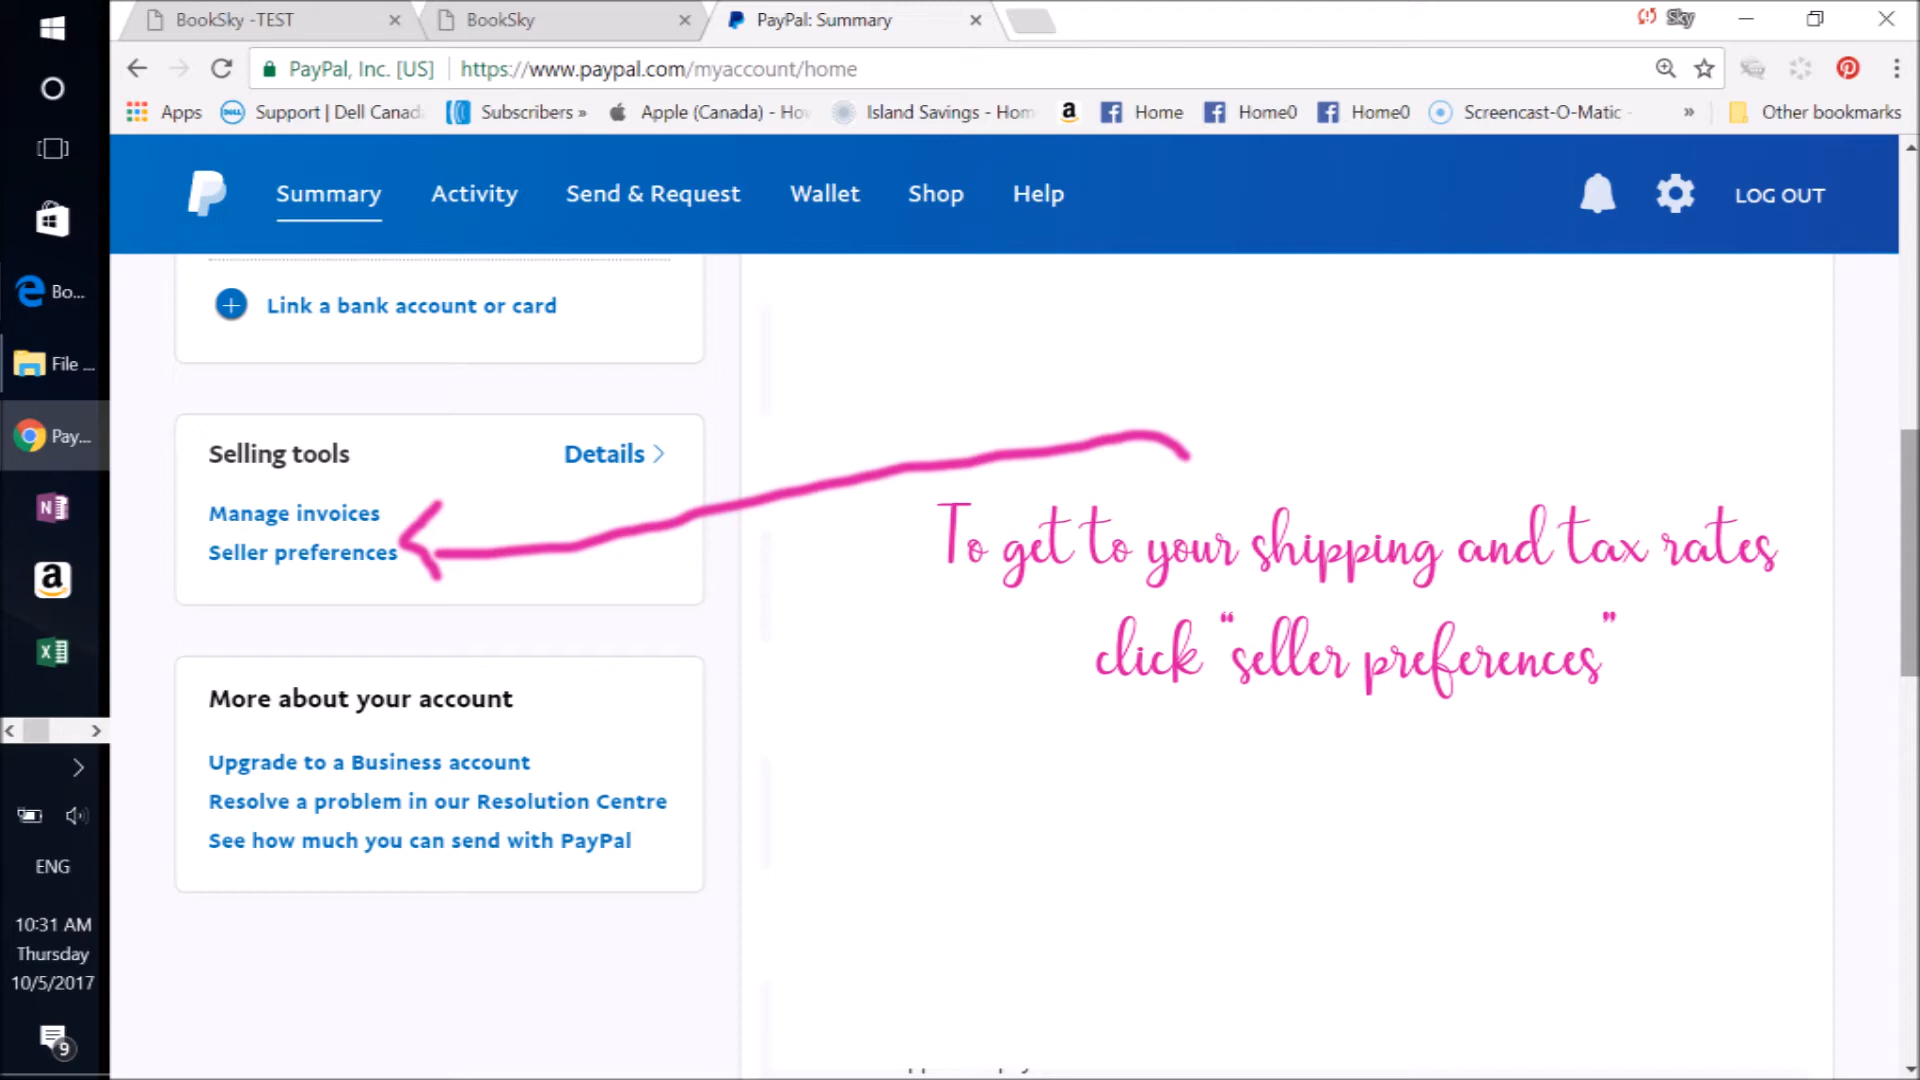 BookSky -TEST
BookSky
PayPal: Summary
Sky
PayPal, Inc. [US]
https://www.paypal.com/myaccount/home
Apps
Support | Dell Canad
Subscribers »
Apple (Canada) - Ho
Island Savings - Hom
Home
Home0
Home0
Screencast-O-Matic -
»
Other bookmarks
Summary
Activity
Send & Request
Wallet
Shop
Help
LOG OUT
Bo...
File ...
Pay...
Link a bank account or card
Selling tools
Details
Manage invoices
Seller preferences
To get to your shipping and tax rates
click "seller preferences"
More about your account
Upgrade to a Business account
Resolve a problem in our Resolution Centre
See how much you can send with PayPal
ENG
10:31 AM
Thursday
10/5/2017
9